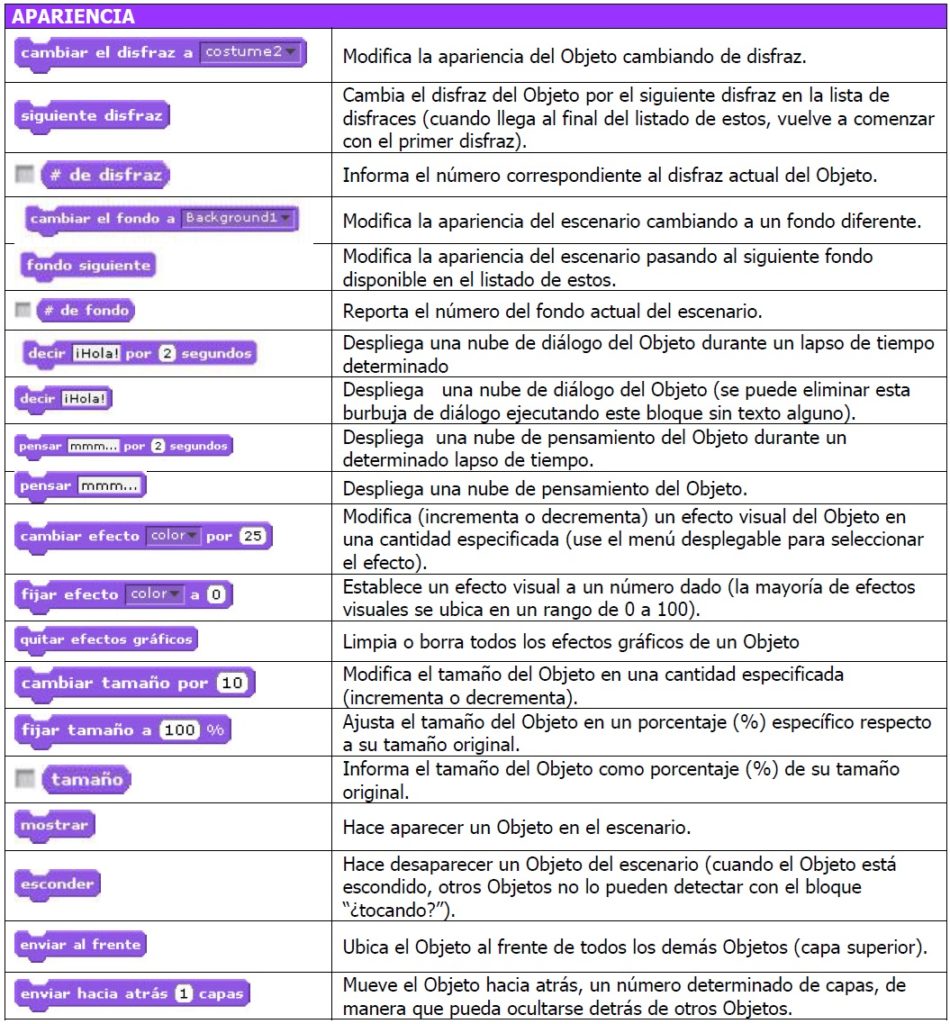 APARIENCIA
cambiar el disfraz a costume2
Modifica la apariencia del Objeto cambiando de disfraz.
siguiente disfraz
Cambia el disfraz del Objeto por el siguiente disfraz en la lista de
disfraces (cuando llega al final del listado de estos, vuelve a comenzar
con el primer disfraz).
# de disfraz
Informa el número correspondiente al disfraz actual del Objeto.
cambiar el fondo a Background1
Modifica la apariencia del escenario cambiando a un fondo diferente.
fondo siguiente
Modifica la apariencia del escenario pasando al siguiente fondo
disponible en el listado de estos.
# de fondo
Reporta el número del fondo actual del escenario.
decir ¡Hola! por 2 segundos
Despliega una nube de diálogo del Objeto durante un lapso de tiempo
determinado
decir ¡Hola!
Despliega una nube de diálogo del Objeto (se puede eliminar esta
burbuja de diálogo ejecutando este bloque sin texto alguno).
pensar mmm... por 2 segundos
Despliega una nube de pensamiento del Objeto durante un
determinado lapso de tiempo.
pensar mmm...
Despliega una nube de pensamiento del Objeto.
cambiar efecto color por 25
Modifica (incrementa o decrementa) un efecto visual del Objeto en
una cantidad especificada (use el menú desplegable para seleccionar
el efecto).
fijar efecto color a 0
Establece un efecto visual a un número dado (la mayoría de efectos
visuales se ubica en un rango de 0 a 100).
quitar efectos gráficos
Limpia o borra todos los efectos gráficos de un Objeto
cambiar tamaño por 10
Modifica el tamaño del Objeto en una cantidad especificada
(incrementa o decrementa).
fijar tamaño a 100 %
Ajusta el tamaño del Objeto en un porcentaje (%) específico respecto
a su tamaño original.
tamaño
Informa el tamaño del Objeto como porcentaje (%) de su tamaño
original.
mostrar
Hace aparecer un Objeto en el escenario.
esconder
Hace desaparecer un Objeto del escenario (cuando el Objeto está
escondido, otros Objetos no lo pueden detectar con el bloque
“¿tocando?”).
enviar al frente
Ubica el Objeto al frente de todos los demás Objetos (capa superior).
enviar hacia atrás 1 capas
Mueve el Objeto hacia atrás, un número determinado de capas, de
manera que pueda ocultarse detrás de otros Objetos.